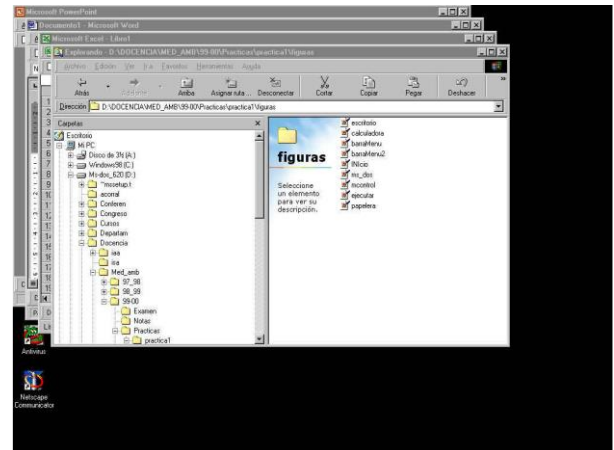 Microsoft PowerPoint
Documento1 - Microsoft Word
Microsoft Excel - Libro1
Explorando - D:\DOCENCIA\MED_AMB\99-00\Practicas\practica1\figuras
Archivo Edición Ver Ir a Favoritos Herramientas Ayuda
Atrás Adelante Arriba Asignar ruta ... Desconectar Cortar Copiar Pegar Deshacer
Dirección D:\DOCENCIA\MED_AMB\99-00\Practicas\practica1\figuras
Carpetas
Escritorio
Mi PC
Disco de 3½ (A:)
Windows98 (C:)
Ms-dos_620 (D:)
~mssetup.t
acorral
Conferen
Congreso
Cursos
Departam
Docencia
iaa
isa
Med_amb
97_98
98_99
99-00
Examen
Notas
Practicas
practica1
figuras
Seleccione
un elemento
para ver su
descripción.
escritorio
calculadora
barraMenu
barraMenu2
INicio
ms_dos
mcontrol
ejecutar
papelera
Antivirus
Netscape
Communicator